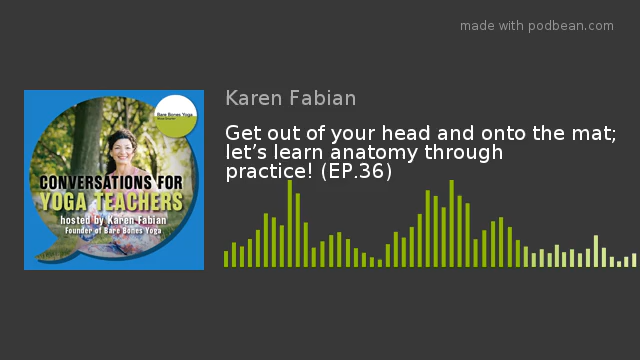 made with podbean.com
Karen Fabian
Get out of your head and onto the mat;
let’s learn anatomy through
practice! (EP.36)
Bare Bones Yoga
CONVERSATIONS FOR
YOGA TEACHERS
hosted by Karen Fabian
Founder of Bare Bones Yoga